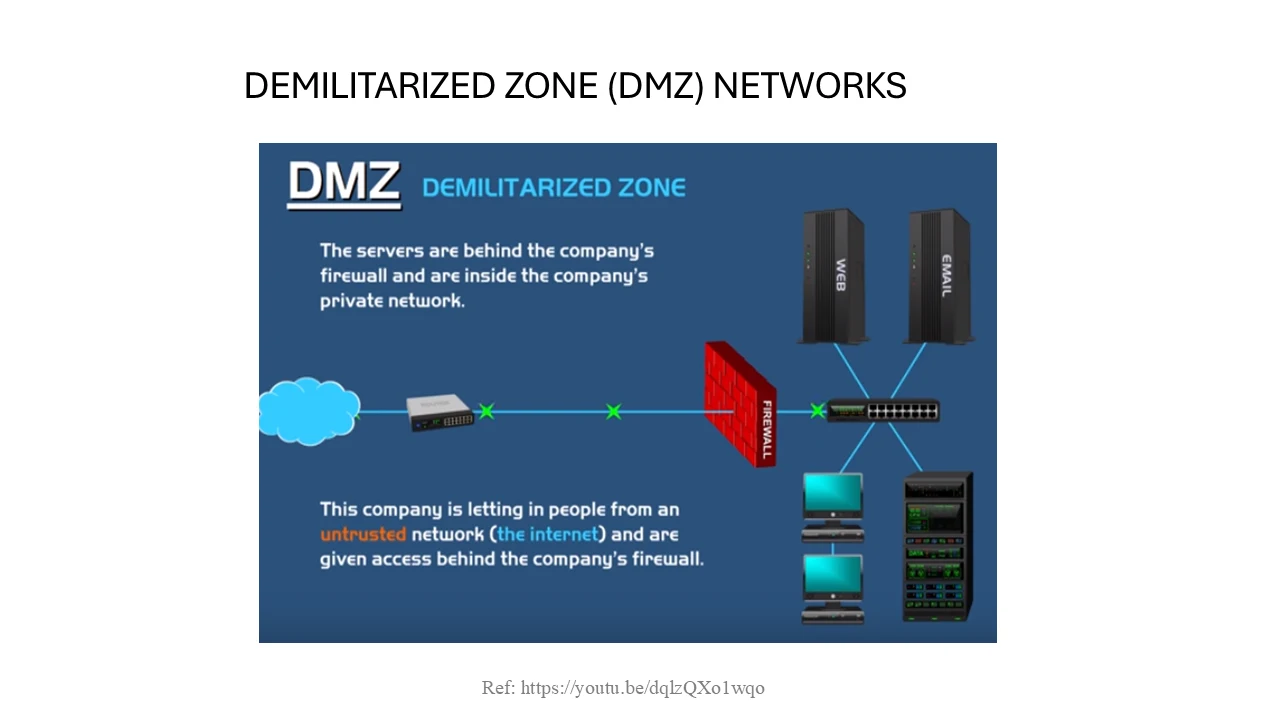 DEMILITARIZED ZONE (DMZ) NETWORKS
DMZ DEMILITARIZED ZONE
The servers are behind the company's
firewall and are inside the company's
private network.
WEB
EMAIL
FIREWALL
This company is letting in people from an
untrusted network (the internet) and are
given access behind the company's firewall.
Ref: https://youtu.be/dqlzQXo1wqo